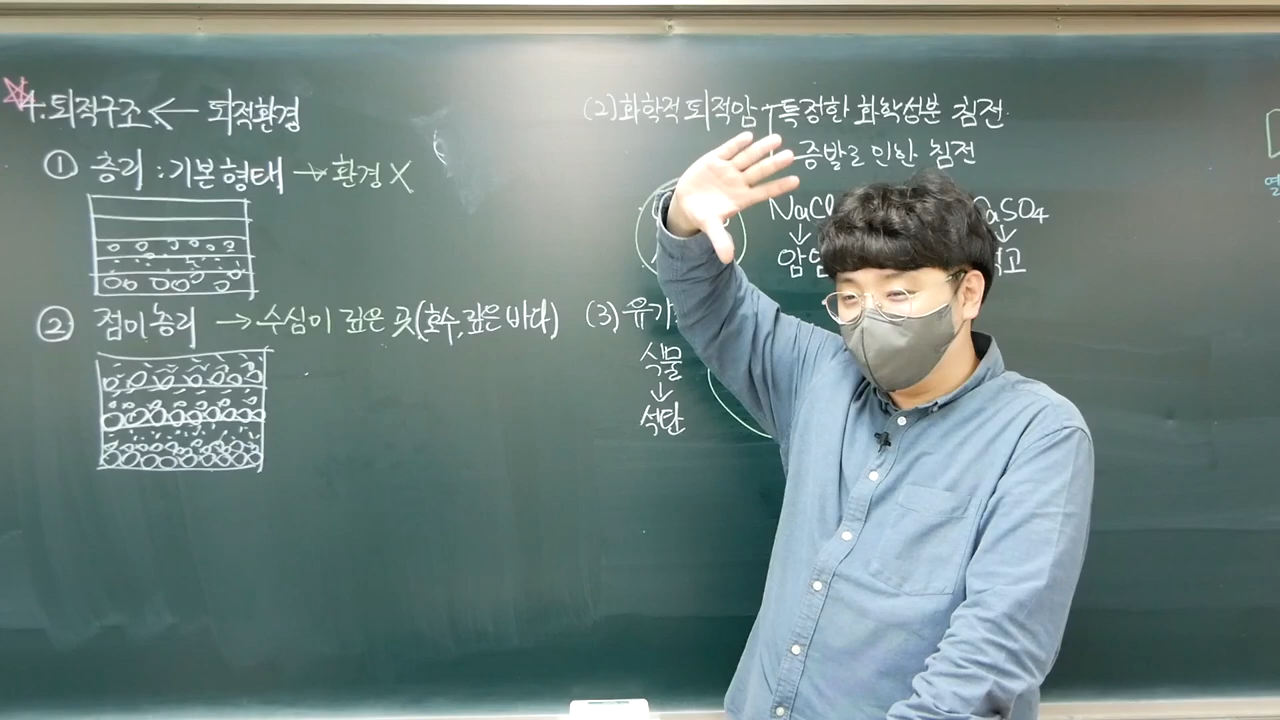 4. 퇴적구조 ← 퇴적환경
① 층리 : 기본형태 → 환경 X
② 점이층리 → 수심이 깊은 곳(호수, 깊은 바다)
(2) 화학적 퇴적암 특정한 화학성분 침전
증발로 인한 침전
NaCl CaSO4
↓ ↓
(3) 유기
식물
↓
석탄